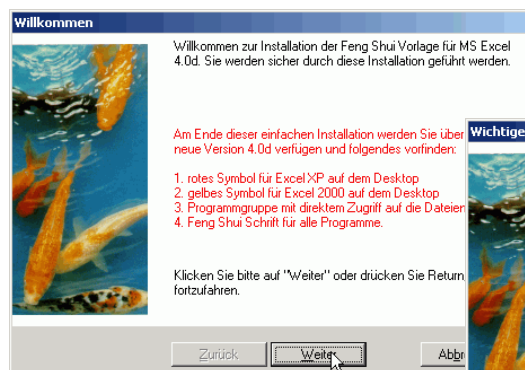 Willkommen
Willkommen zur Installation der Feng Shui Vorlage für MS Excel
4.0d. Sie werden sicher durch diese Installation geführt werden.
Am Ende dieser einfachen Installation werden Sie über
neue Version 4.0d verfügen und folgendes vorfinden:
1. rotes Symbol für Excel XP auf dem Desktop
2. gelbes Symbol für Excel 2000 auf dem Desktop
3. Programmgruppe mit direktem Zugriff auf die Dateien
4. Feng Shui Schrift für alle Programme.
Klicken Sie bitte auf "Weiter" oder drücken Sie Return,
fortzufahren.
Zurück
Weiter
Abbr
Wichtige